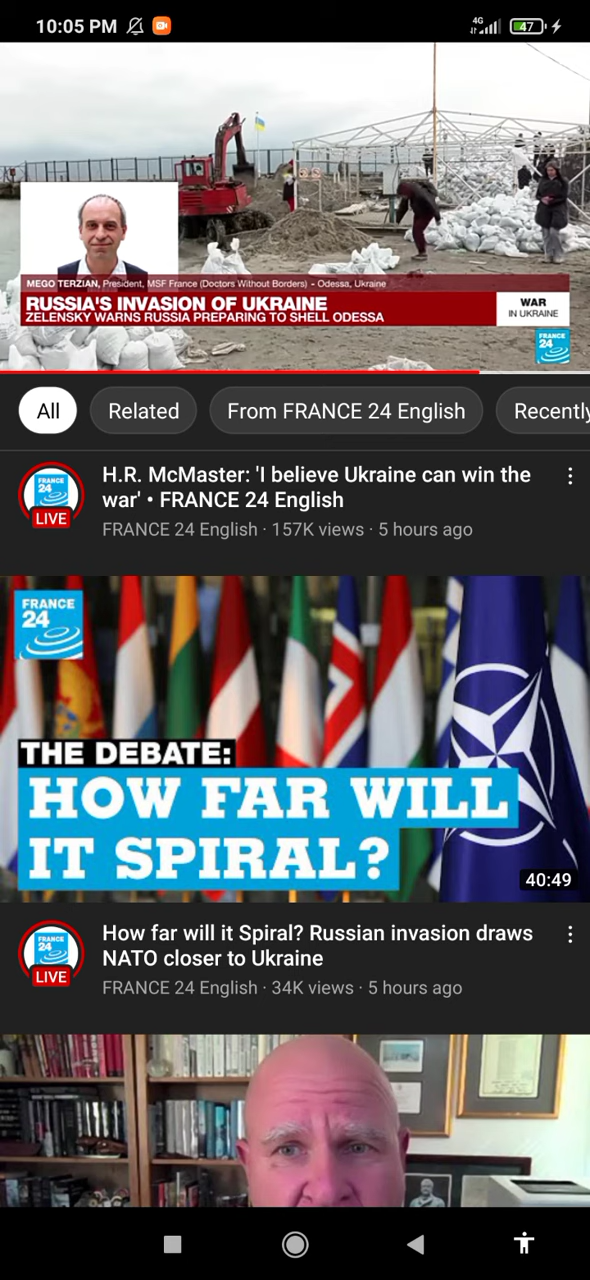 10:05 PM
4G
47
MEGO TERZIAN, President, MSF France (Doctors Without Borders) – Odessa, Ukraine
RUSSIA'S INVASION OF UKRAINE
ZELENSKY WARNS RUSSIA PREPARING TO SHELL ODESSA
WAR
IN UKRAINE
FRANCE
24
All
Related
From FRANCE 24 English
Recently
FRANCE
24
LIVE
H.R. McMaster: 'I believe Ukraine can win the
war' • FRANCE 24 English
FRANCE 24 English · 157K views · 5 hours ago
FRANCE
24
THE DEBATE:
HOW FAR WILL
IT SPIRAL?
40:49
FRANCE
24
LIVE
How far will it Spiral? Russian invasion draws
NATO closer to Ukraine
FRANCE 24 English · 34K views · 5 hours ago